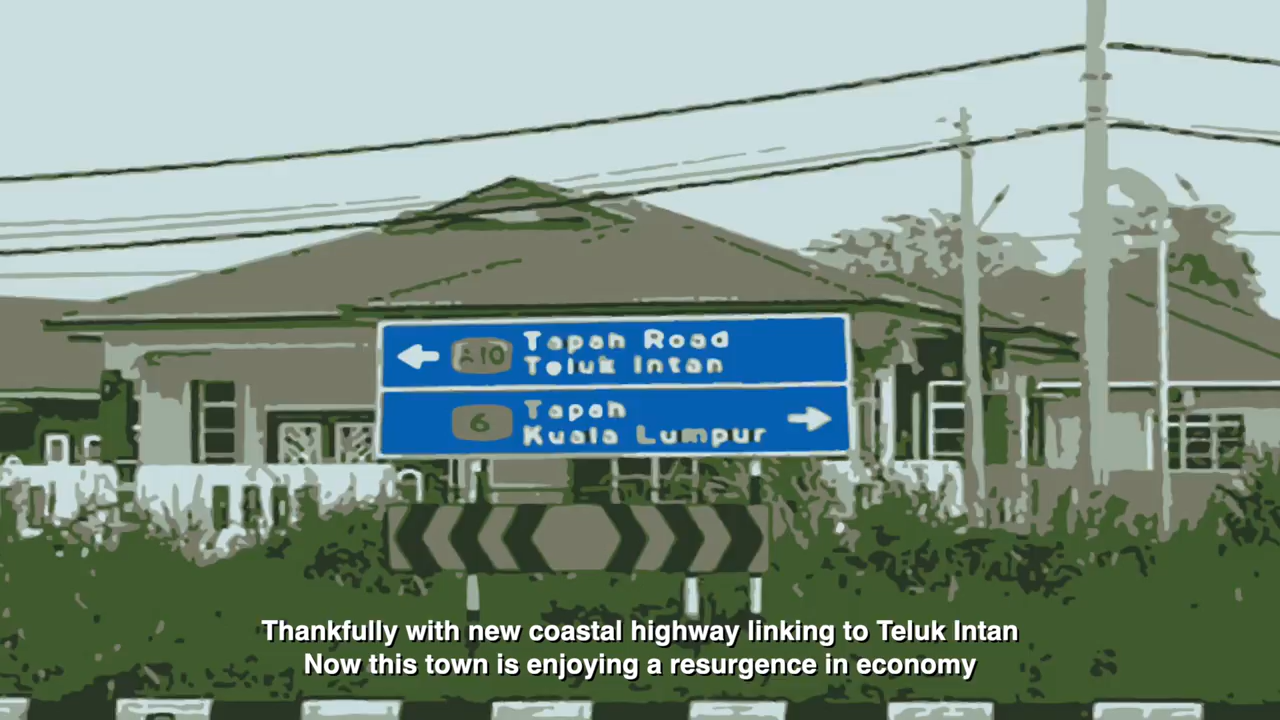 A10
Tapah Road
Teluk Intan
6
Tapah
Kuala Lumpur
Thankfully with new coastal highway linking to Teluk Intan
Now this town is enjoying a resurgence in economy